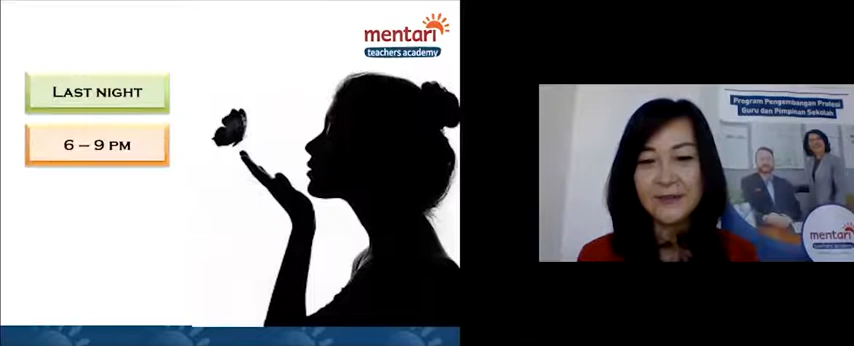 mentari
teachers academy
LAST NIGHT
6 – 9 PM
Program Pengembangan Profesi
Guru dan Pimpinan Sekolah
mentari
teachers academy